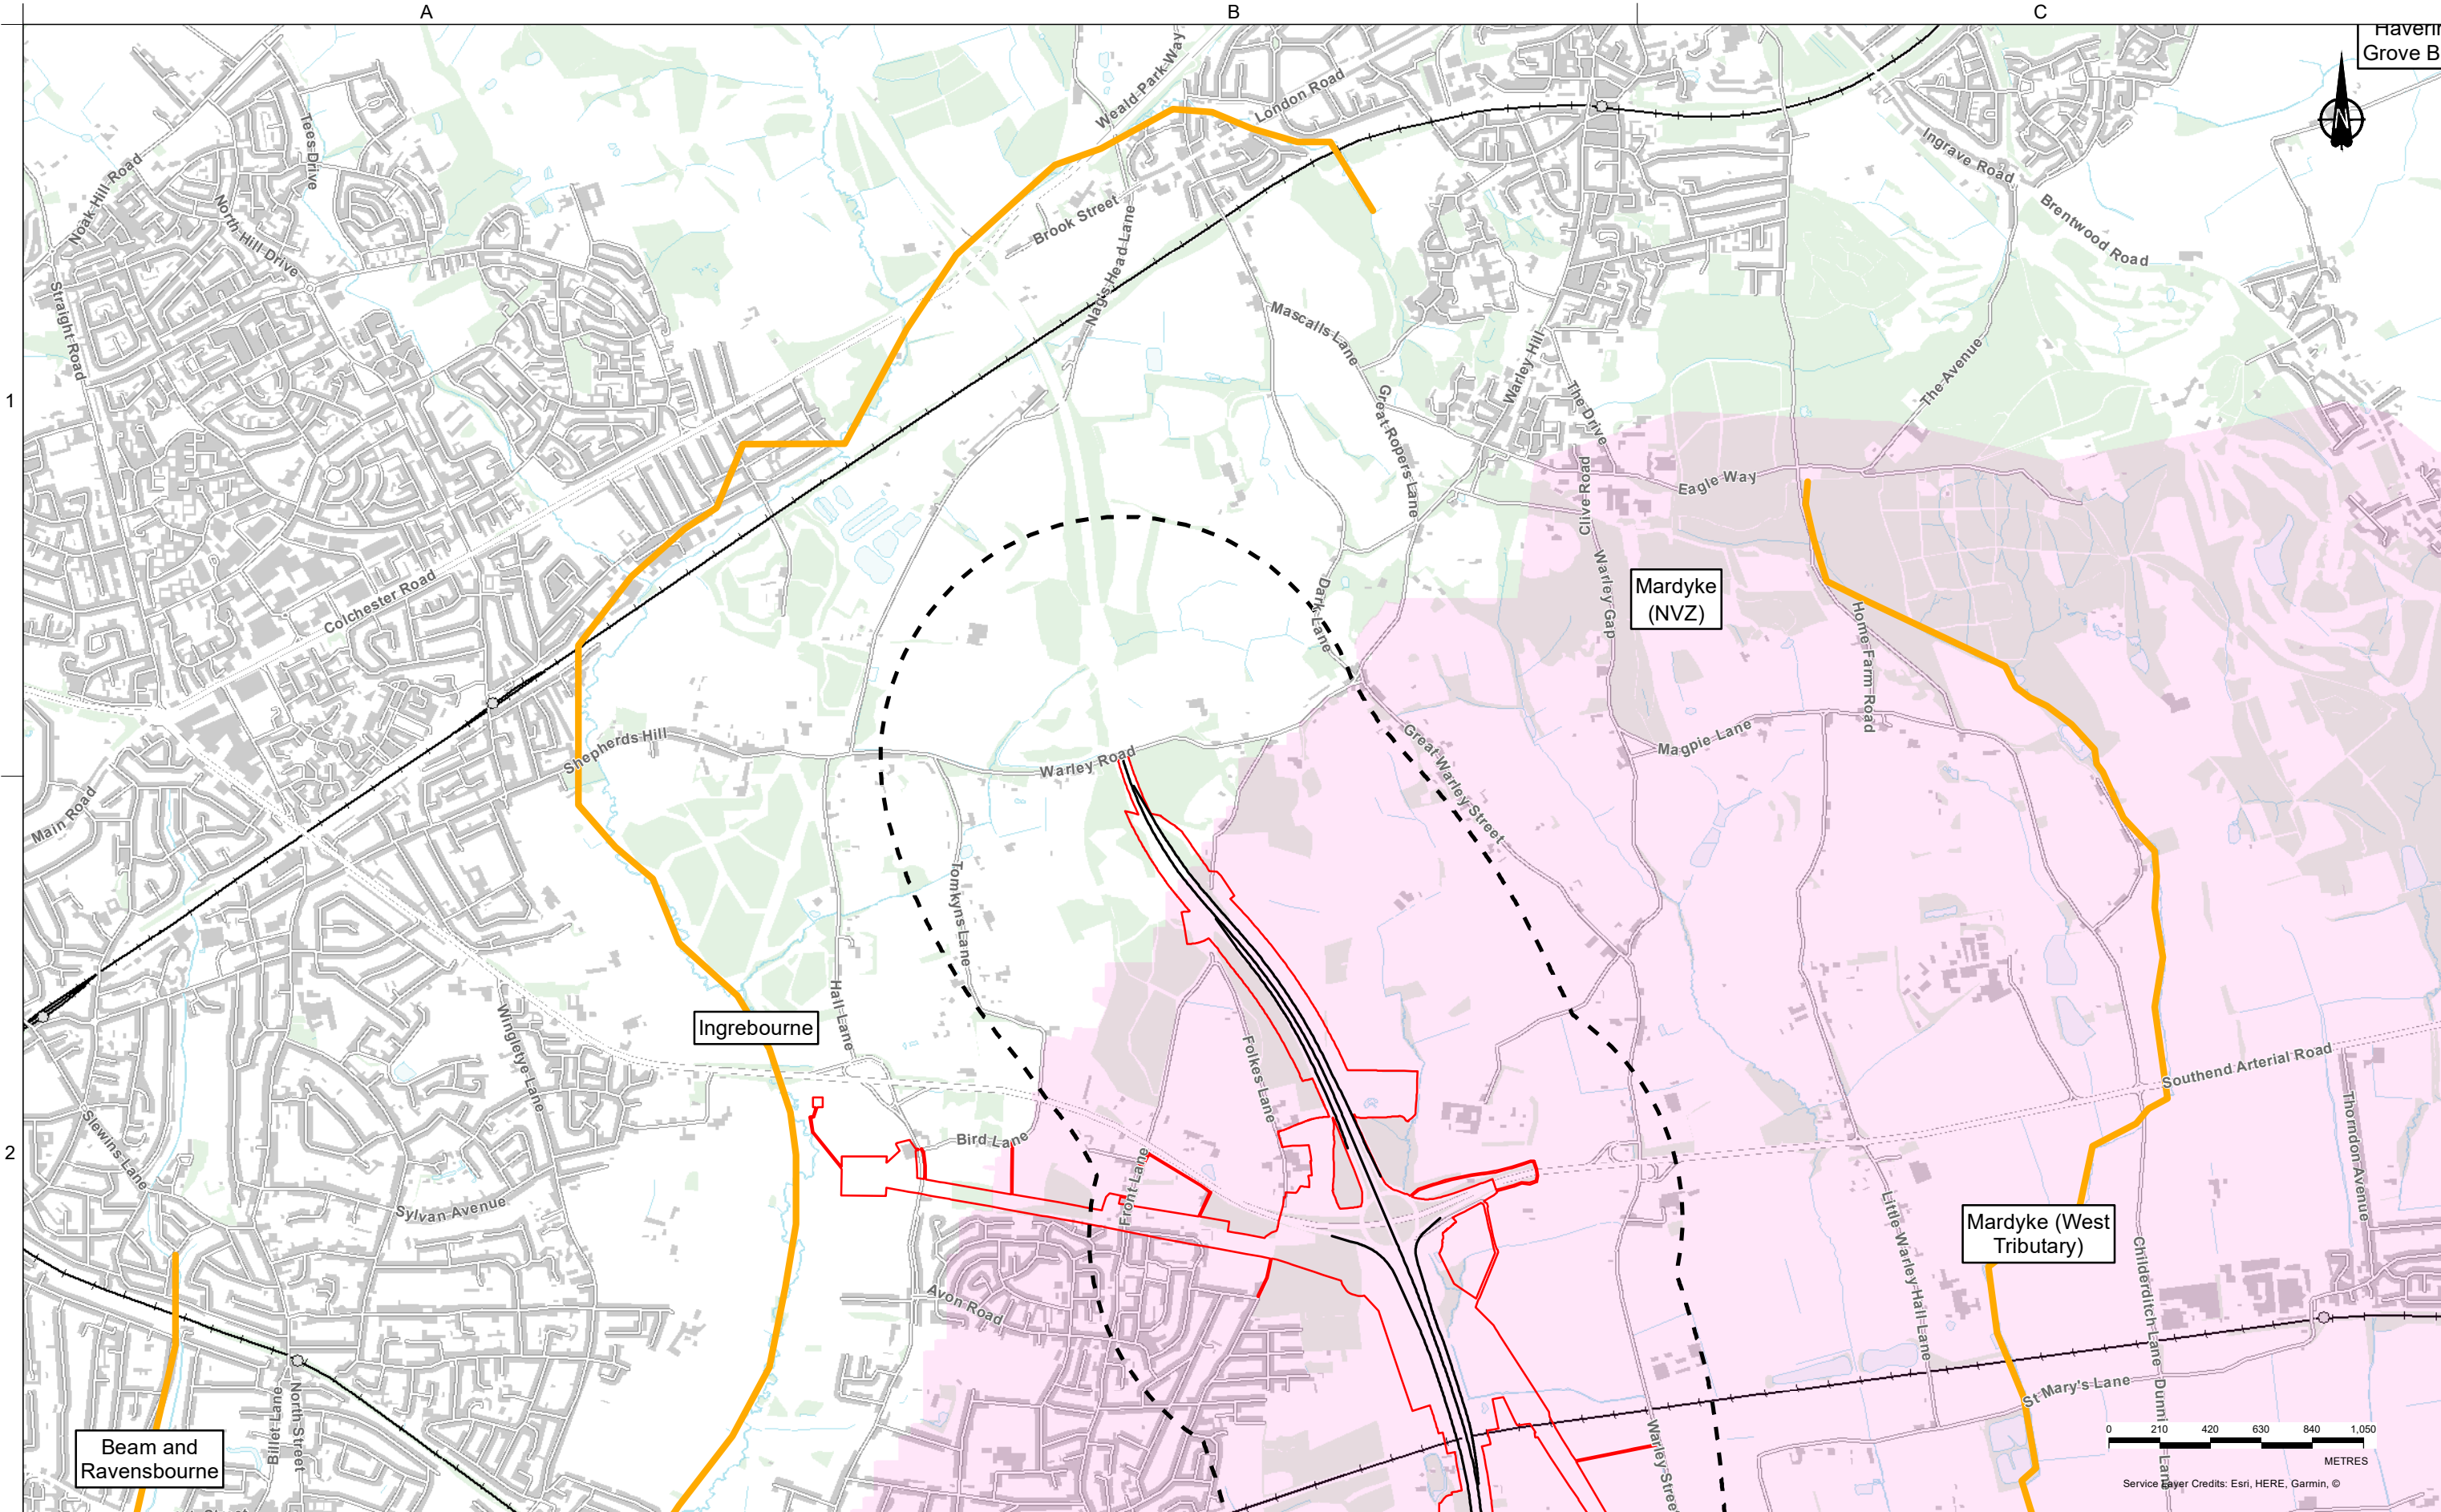 A
B
C
Haverin
Grove B
Weald Park Way
London Road
Tees Drive
Noak Hill Road
North Hill Drive
Ingrave Road
Brentwood Road
Brook Street
Nag's Head Lane
Straight Road
Mascalls Lane
Warley Hill
The Avenue
1
Great Ropers Lane
The Drive
Eagle Way
Clive Road
Colchester Road
Dark Lane
Warley Gap
Mardyke
(NVZ)
Home Farm Road
Shepherds Hill
Warley Road
Great Warley Street
Magpie Lane
Main Road
Tomkyns Lane
Hall Lane
Wingletye Lane
Ingrebourne
Folkes Lane
Southend Arterial Road
Slewins Lane
2
Bird Lane
Front Lane
Thorndon Avenue
Sylvan Avenue
Little Warley Hall Lane
Mardyke (West
Tributary)
Childerditch Lane
Avon Road
Dunni
Lane
St Mary's Lane
Billet Lane
North Street
Warley Stree
Beam and
Ravensbourne
0 210 420 630 840 1,050
METRES
Service Layer Credits: Esri, HERE, Garmin, ©
N